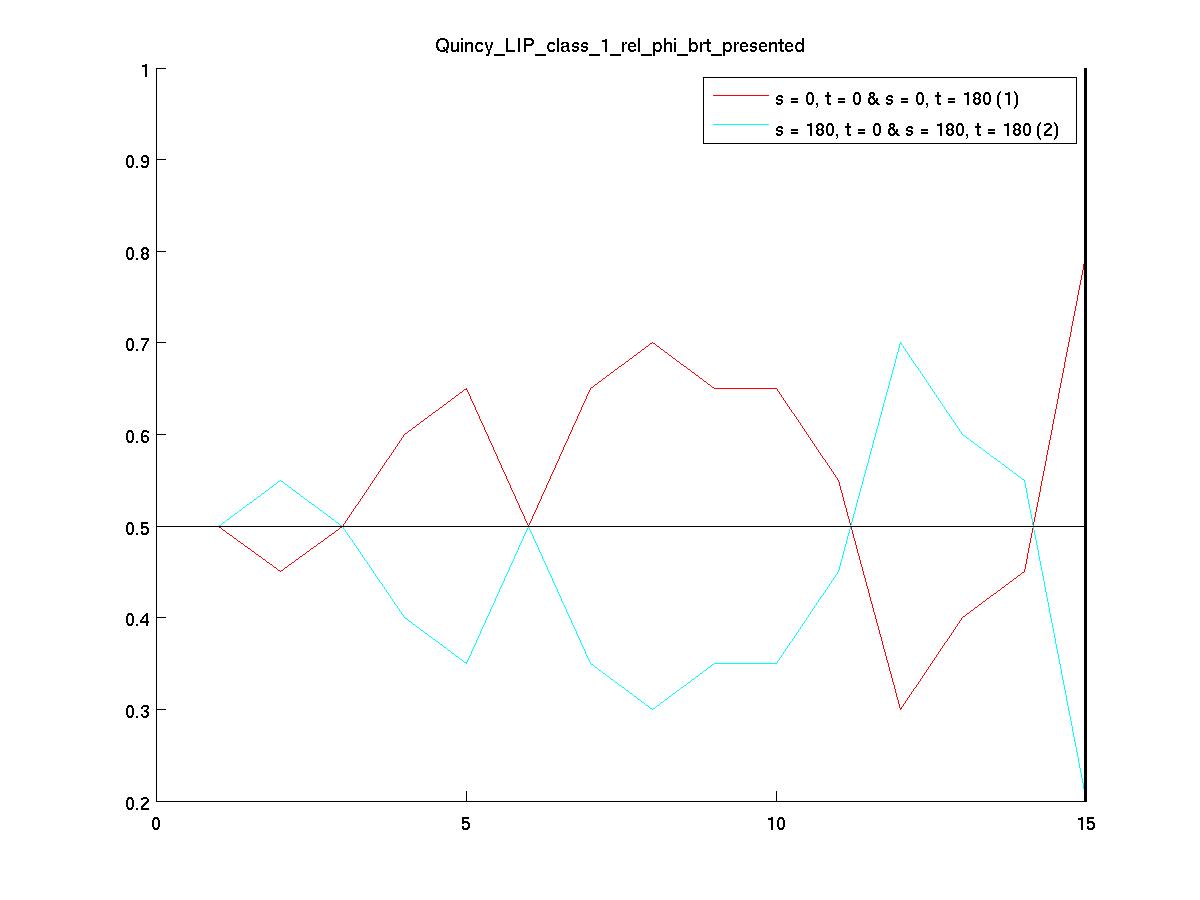 Quincy_LIP_class_1_rel_phi_brt_presented
s = 0, t = 0 & s = 0, t = 180 (1)
s = 180, t = 0 & s = 180, t = 180 (2)
1
0.9
0.8
0.7
0.6
0.5
0.4
0.3
0.2
0 5 10 15